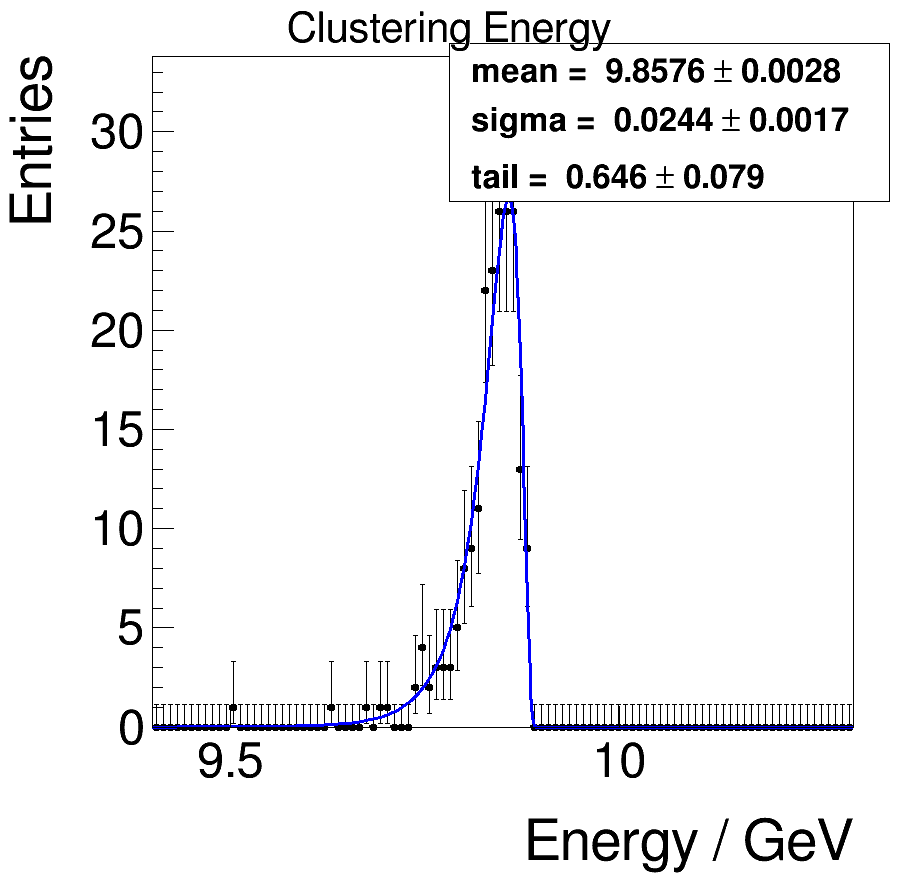 Clustering Energy
mean = 9.8576 ± 0.0028
sigma = 0.0244 ± 0.0017
tail = 0.646 ± 0.079
Entries
30
25
20
15
10
5
0
9.5 10
Energy / GeV